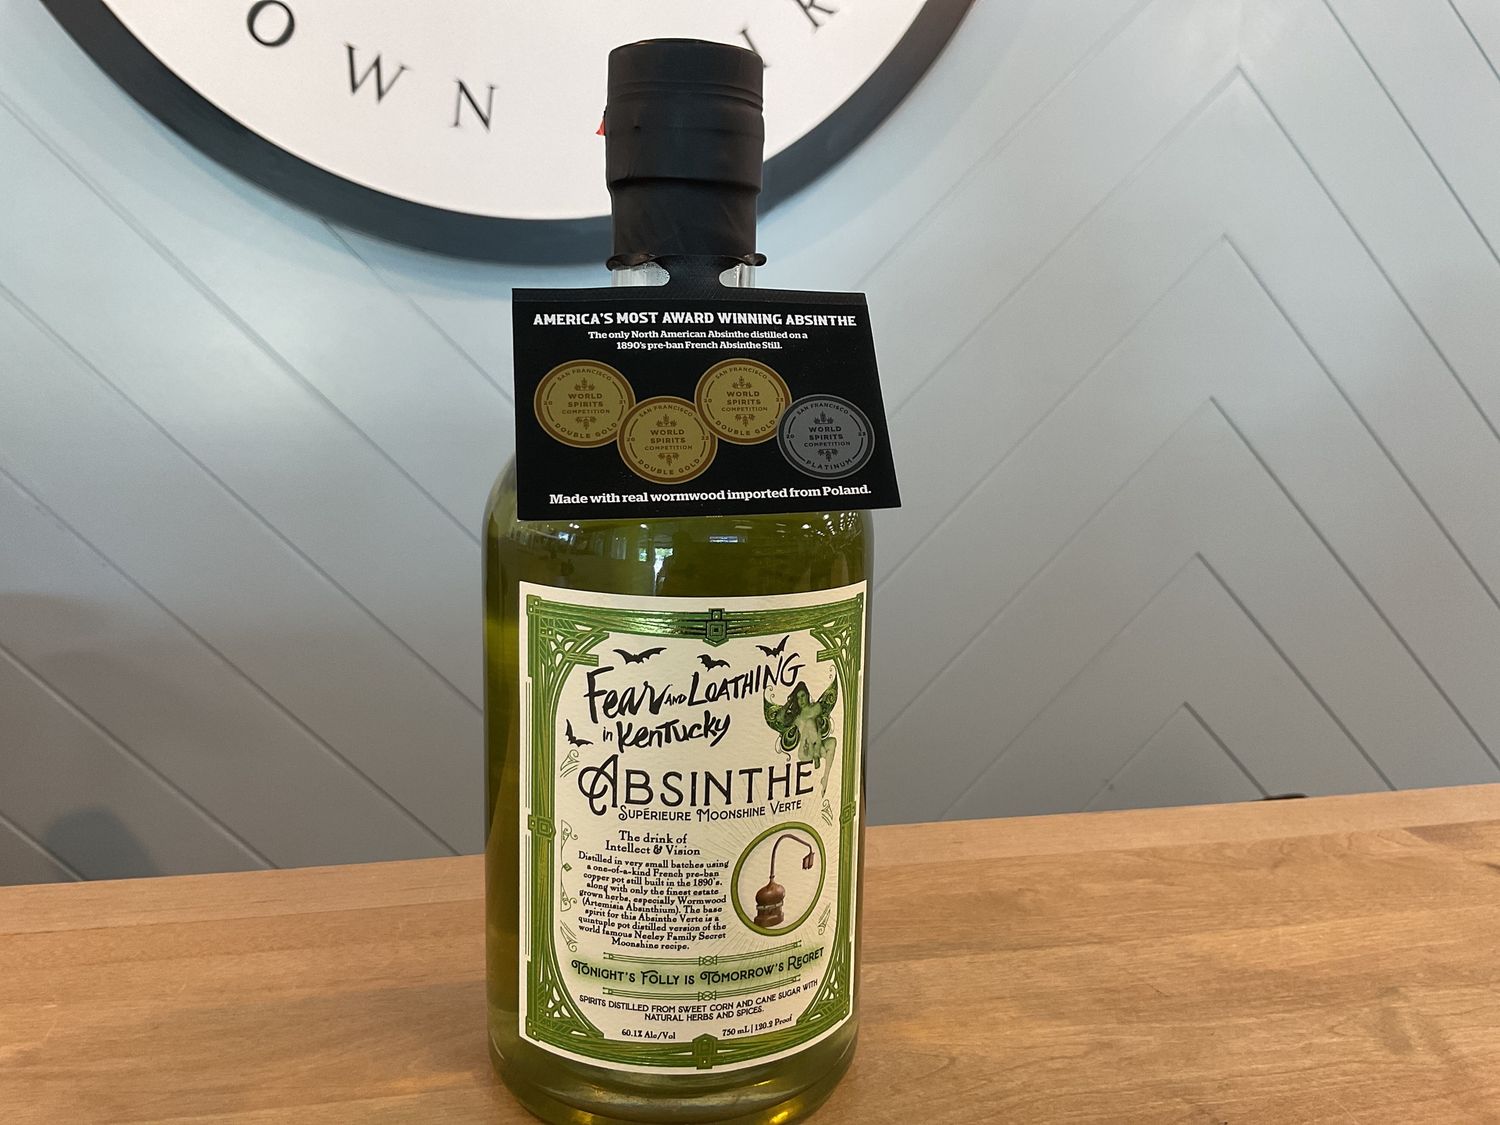 OWN
R
AMERICA'S MOST AWARD WINNING ABSINTHE
The only North American Absinthe distilled on a
1890's pre-ban French Absinthe Still.
SAN FRANCISCO
WORLD
SPIRITS
COMPETITION
20 21
DOUBLE GOLD
SAN FRANCISCO
WORLD
SPIRITS
COMPETITION
DOUBLE GOLD
SAN FRANCISCO
WORLD
SPIRITS
COMPETITION
DOUBLE GOLD
SAN FRANCISCO
WORLD
SPIRITS
COMPETITION
PLATINUM
Made with real wormwood imported from Poland.
Fear AND LOATHING
in KENTUCKY
ABSINTHE
SUPÉRIEURE MOONSHINE VERTE
The drink of
Intellect & Vision
Distilled in very small batches using
a one-of-a-kind French pre-ban
copper pot still built in the 1890's,
along with only the finest estate
grown herbs, especially Wormwood
(Artemisia Absinthium). The base
spirit for this Absinthe Verte is a
quintuple pot distilled version of the
world famous Neeley Family Secret
Moonshine recipe.
TONIGHT'S FOLLY IS TOMORROW'S REGRET
SPIRITS DISTILLED FROM SWEET CORN AND CANE SUGAR WITH
NATURAL HERBS AND SPICES.
60.1% Alc/Vol 750 mL | 120.2 Proof